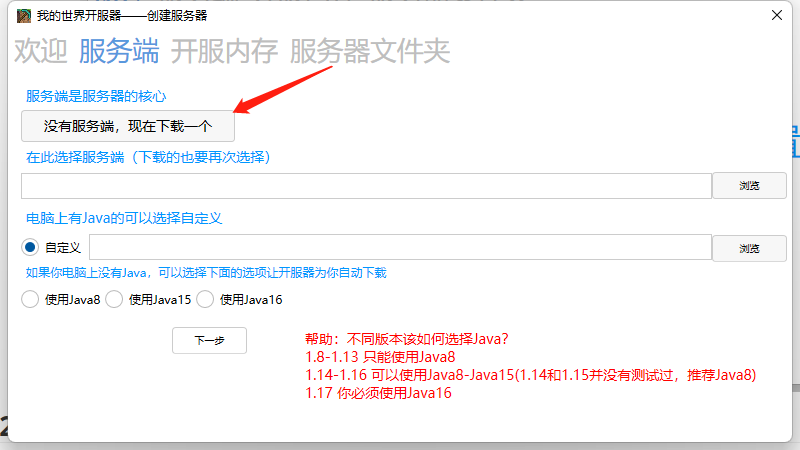 我的世界开服器——创建服务器
欢迎 服务端 开服内存 服务器文件夹
服务端是服务器的核心
没有服务端，现在下载一个
在此选择服务端（下载的也要再次选择）
浏览
电脑上有Java的可以选择自定义
自定义
浏览
如果你电脑上没有Java，可以选择下面的选项让开服器为你自动下载
使用Java8 使用Java15 使用Java16
下一步
帮助：不同版本该如何选择Java?
1.8-1.13 只能使用Java8
1.14-1.16 可以使用Java8-Java15(1.14和1.15并没有测试过，推荐Java8)
1.17 你必须使用Java16